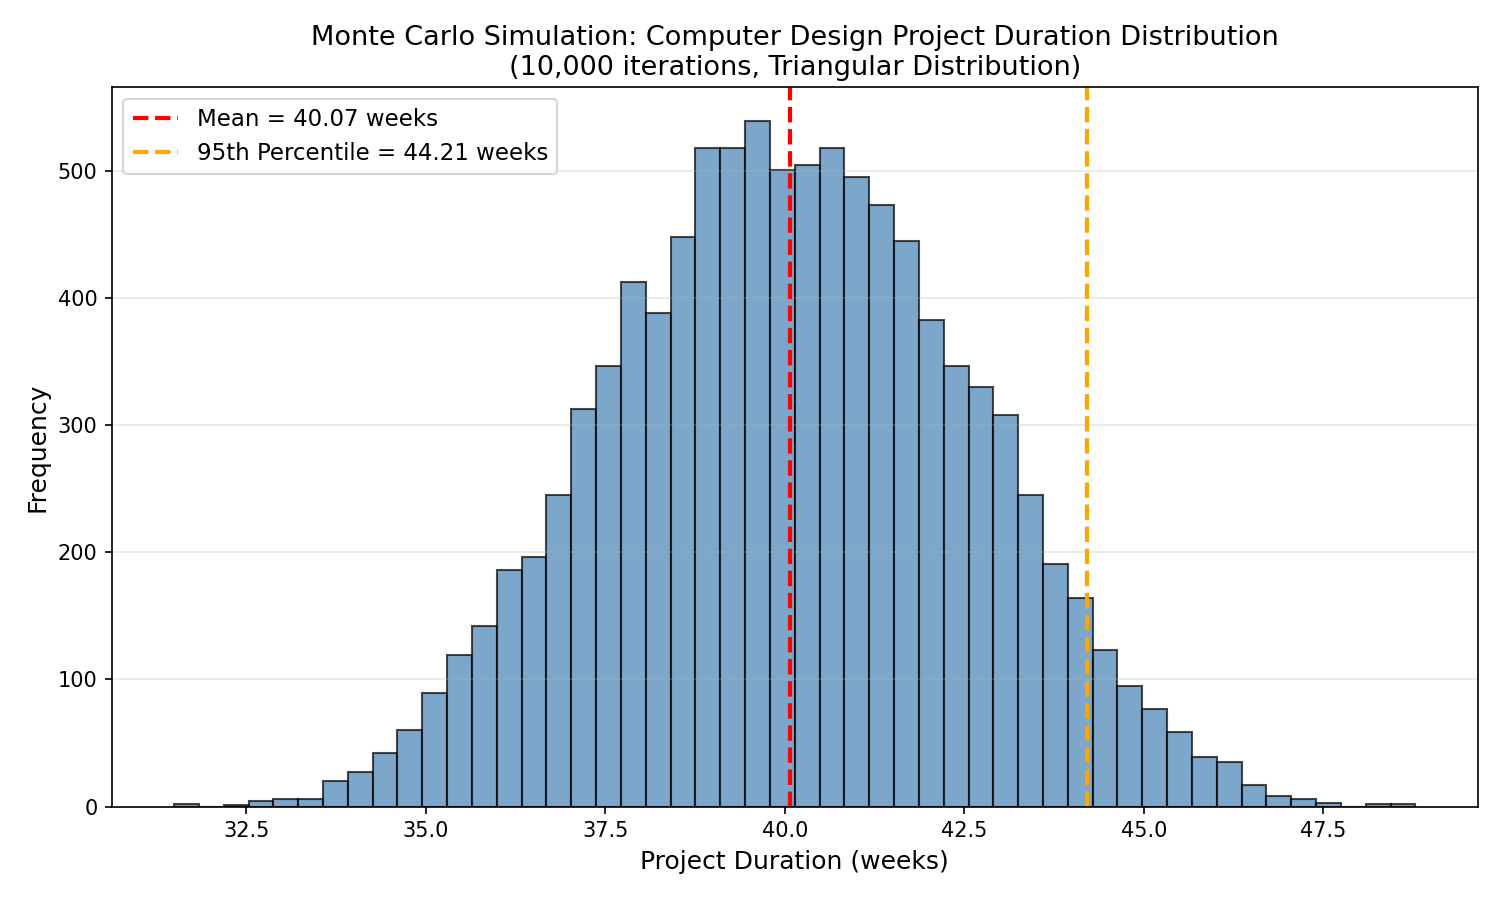 Monte Carlo Simulation: Computer Design Project Duration Distribution
(10,000 iterations, Triangular Distribution)
Mean = 40.07 weeks
95th Percentile = 44.21 weeks
Frequency
500
400
300
200
100
0
32.5
35.0
37.5
40.0
42.5
45.0
47.5
Project Duration (weeks)